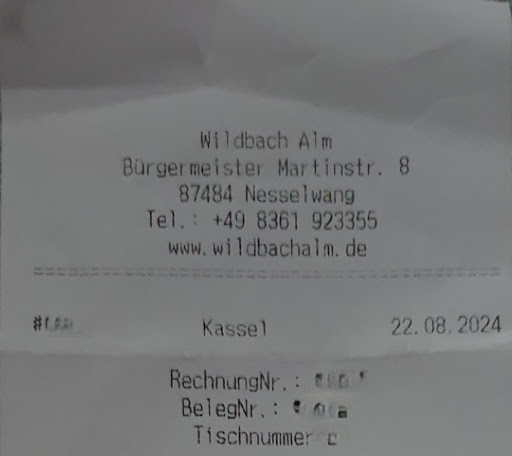 Wildbach Alm
Bürgermeister Martinstr. 8
87484 Nesselwang
Tel.: +49 8361 923355
www.wildbachalm.de
Kasse1 22.08.2024
RechnungNr.:
BelegNr.:
Tischnummer